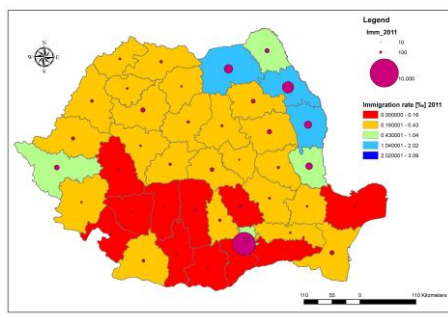 N
W E
S
Legend
Imm_2011
10
100
10,000
Immigration rate [‰] 2011
0.000000 - 0.16
0.160001 - 0.43
0.430001 - 1.04
1.040001 - 2.02
2.020001 - 3.09
110 55 0 110 Kilometers